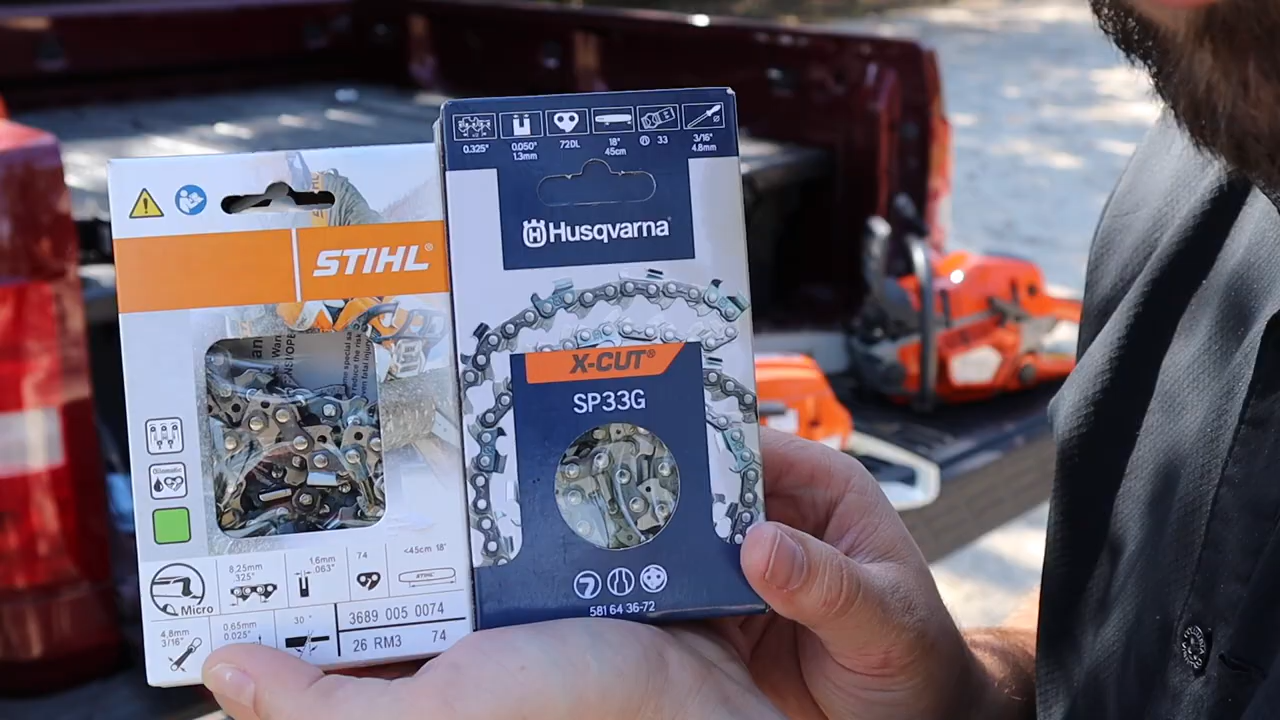 STIHL®
8,25mm
.325"
1,6mm
.063"
74
<45cm 18"
STIHL
Micro
4,8mm
3/16"
0,65mm
0.025"
30°
3689 005 0074
26 RM3 74
0.325"
0.050"
1.3mm
72DL
18"
45cm
33
3/16"
4.8mm
Husqvarna®
X-CUT®
SP33G
581 64 36-72